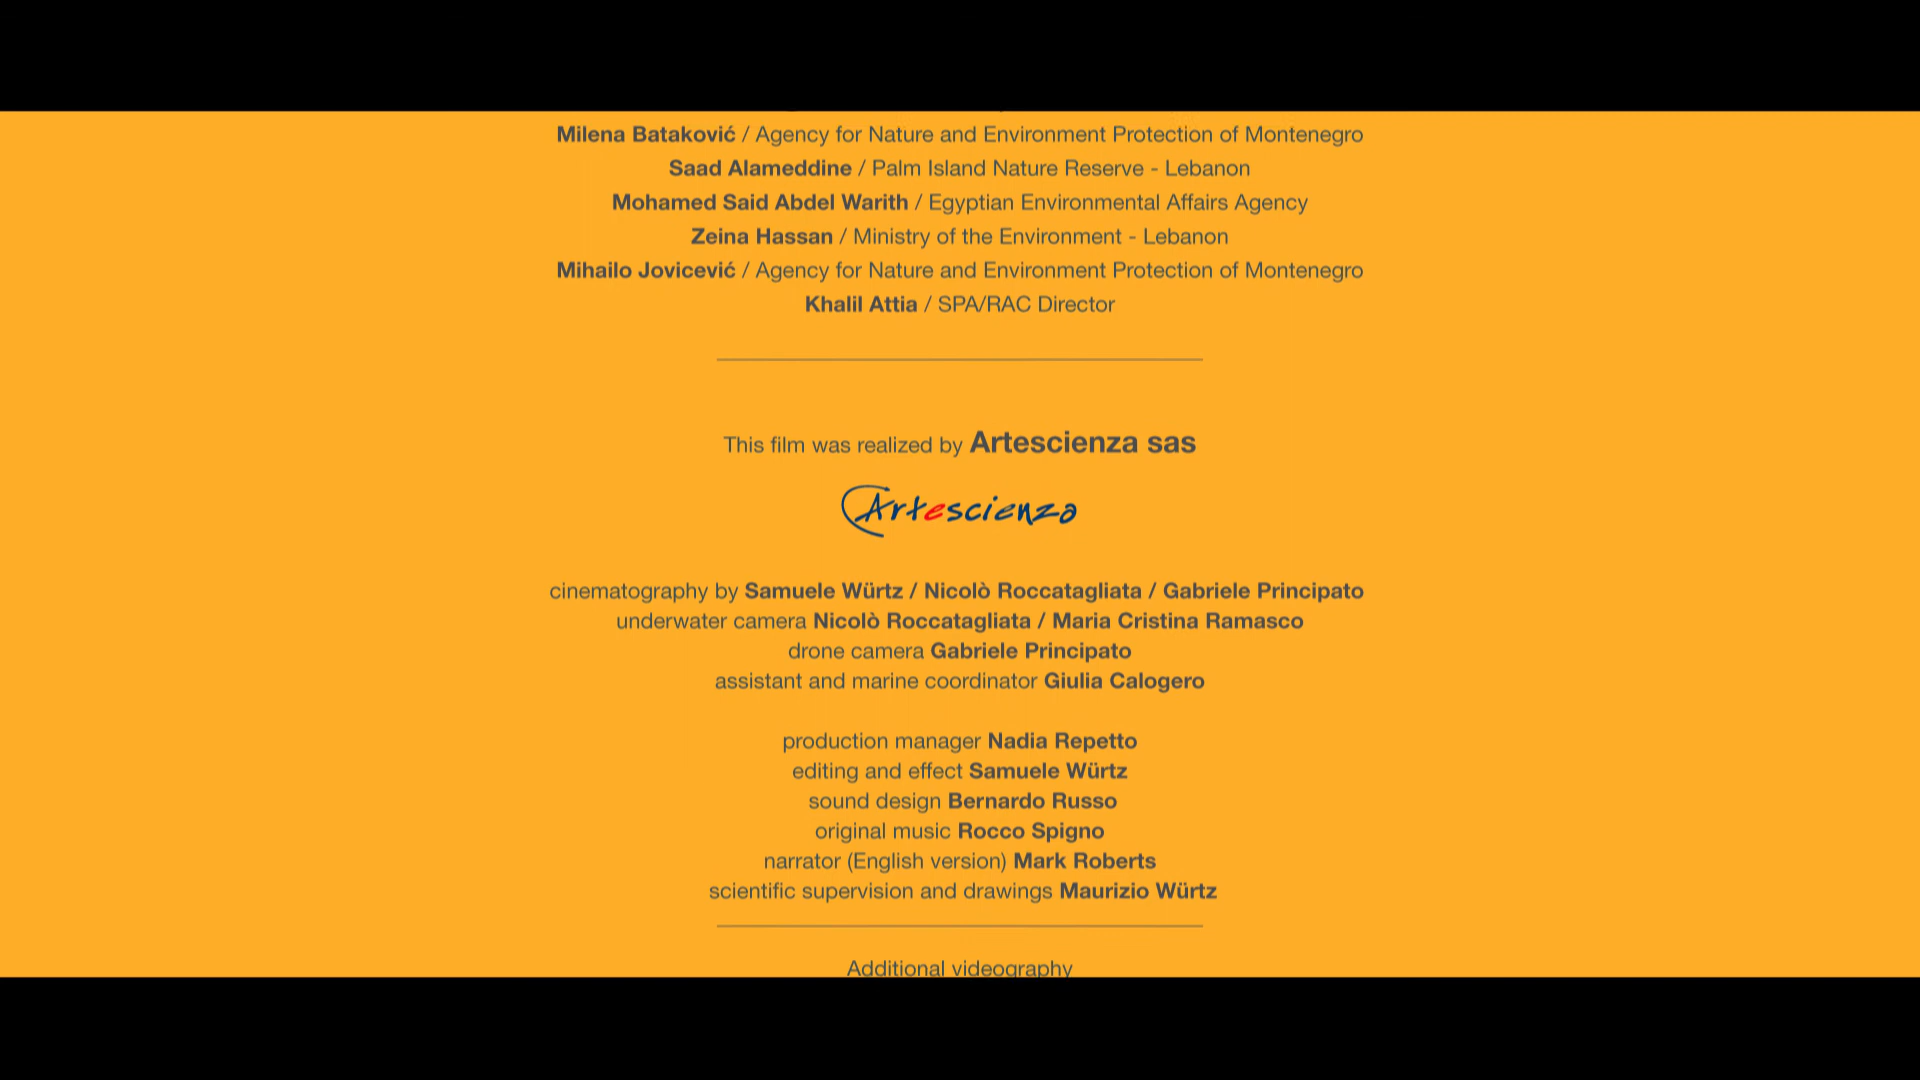 Milena Bataković / Agency for Nature and Environment Protection of Montenegro
Saad Alameddine / Palm Island Nature Reserve - Lebanon
Mohamed Said Abdel Warith / Egyptian Environmental Affairs Agency
Zeina Hassan / Ministry of the Environment - Lebanon
Mihailo Jovicević / Agency for Nature and Environment Protection of Montenegro
Khalil Attia / SPA/RAC Director
This film was realized by Artescienza sas
Artescienza
cinematography by Samuele Würtz / Nicolò Roccatagliata / Gabriele Principato
underwater camera Nicolò Roccatagliata / Maria Cristina Ramasco
drone camera Gabriele Principato
assistant and marine coordinator Giulia Calogero
production manager Nadia Repetto
editing and effect Samuele Würtz
sound design Bernardo Russo
original music Rocco Spigno
narrator (English version) Mark Roberts
scientific supervision and drawings Maurizio Würtz
Additional videography